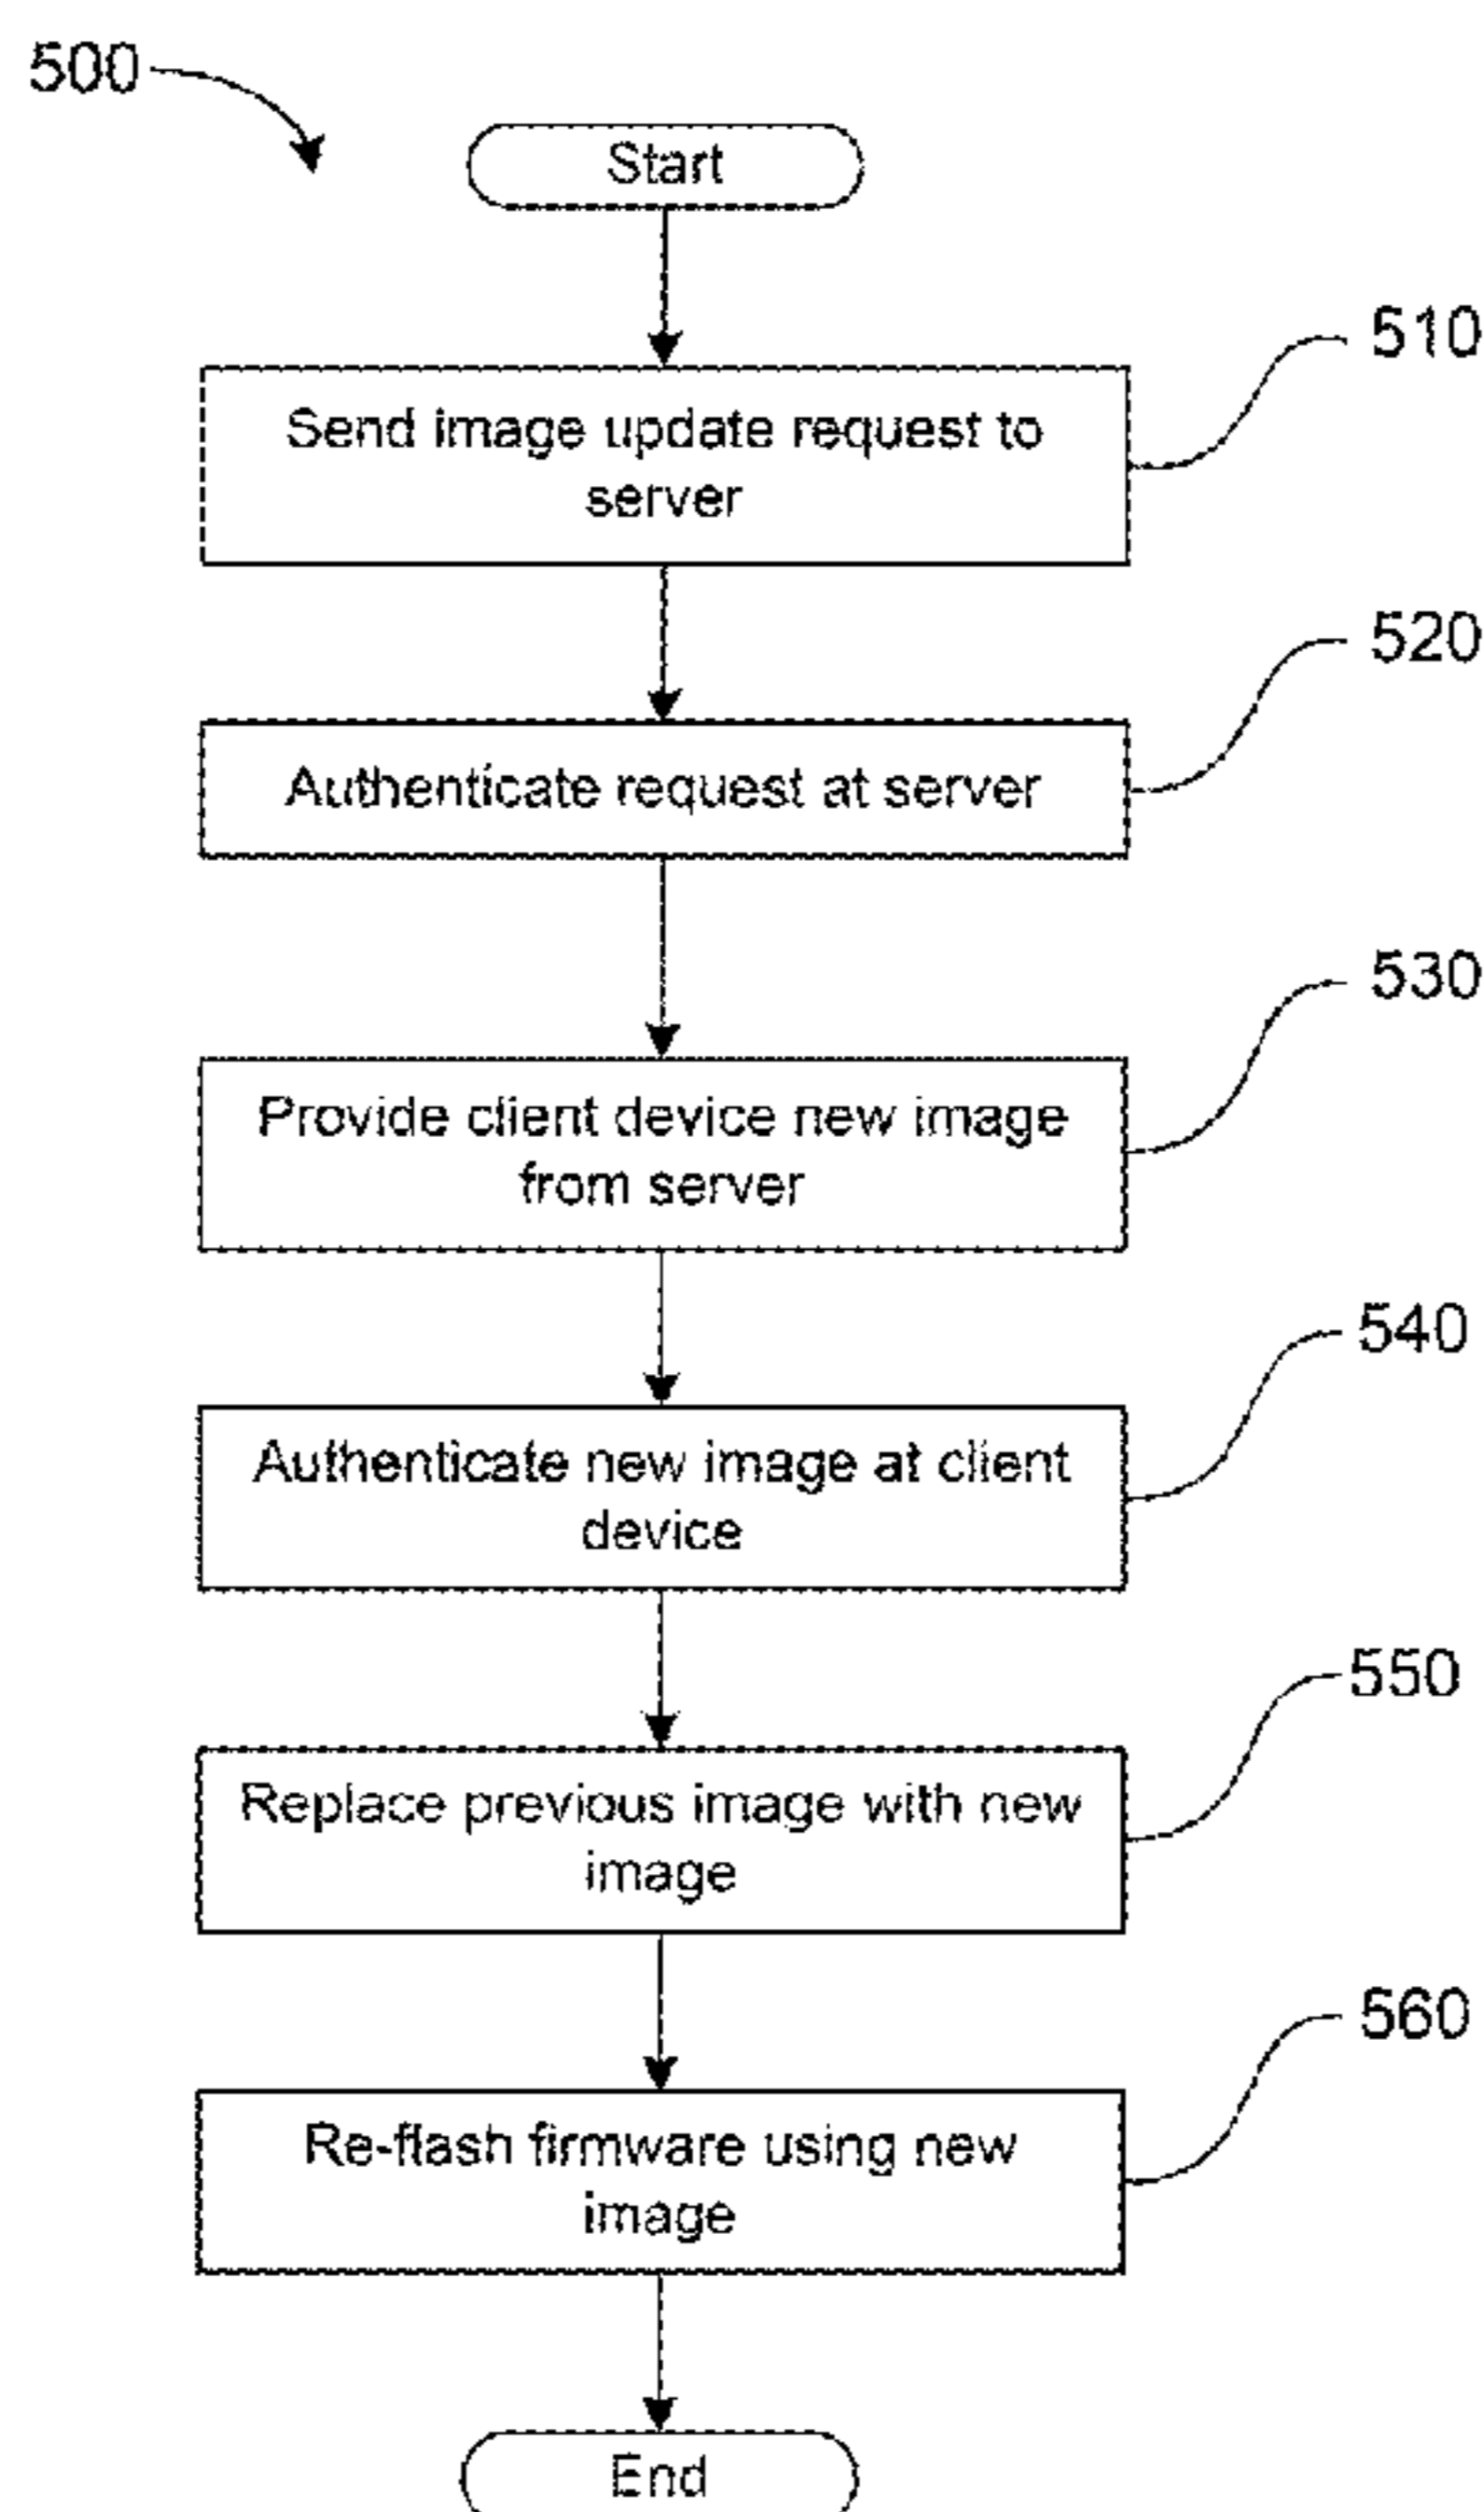 500
Start
510
Send image update request to
server
520
Authenticate request at server
530
Provide client device new image
from server
540
Authenticate new image at client
device
550
Replace previous image with new
image
560
Re-flash firmware using new
image
End